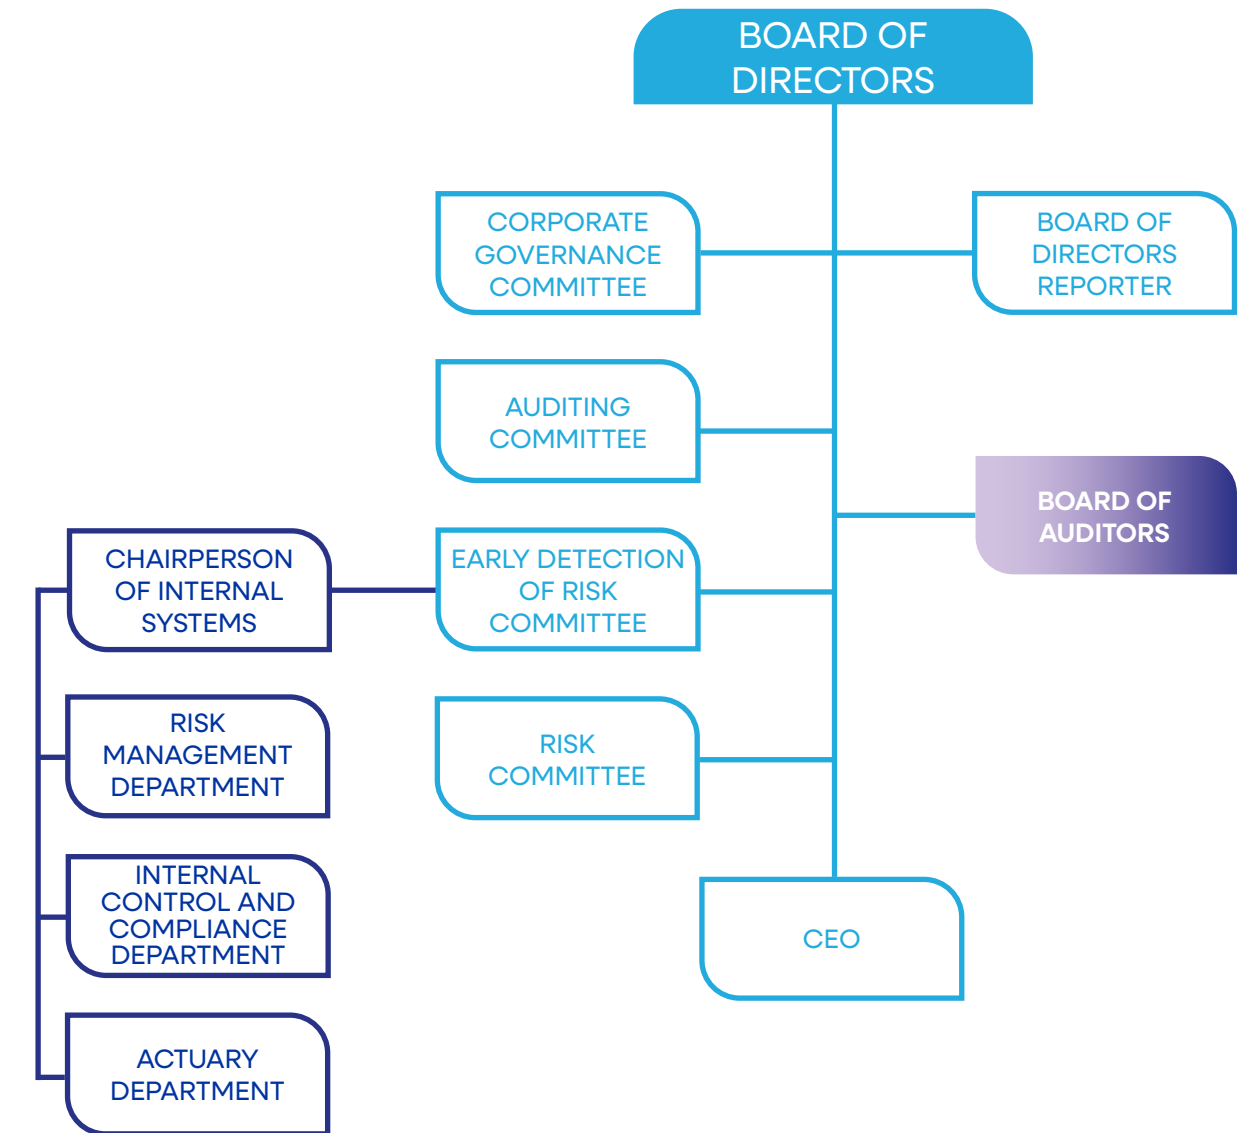 BOARD OF
DIRECTORS
CORPORATE
GOVERNANCE
COMMITTEE
BOARD OF
DIRECTORS
REPORTER
AUDITING
COMMITTEE
BOARD OF
AUDITORS
CHAIRPERSON
OF INTERNAL
SYSTEMS
EARLY DETECTION
OF RISK
COMMITTEE
RISK
MANAGEMENT
DEPARTMENT
RISK
COMMITTEE
INTERNAL
CONTROL AND
COMPLIANCE
DEPARTMENT
CEO
ACTUARY
DEPARTMENT